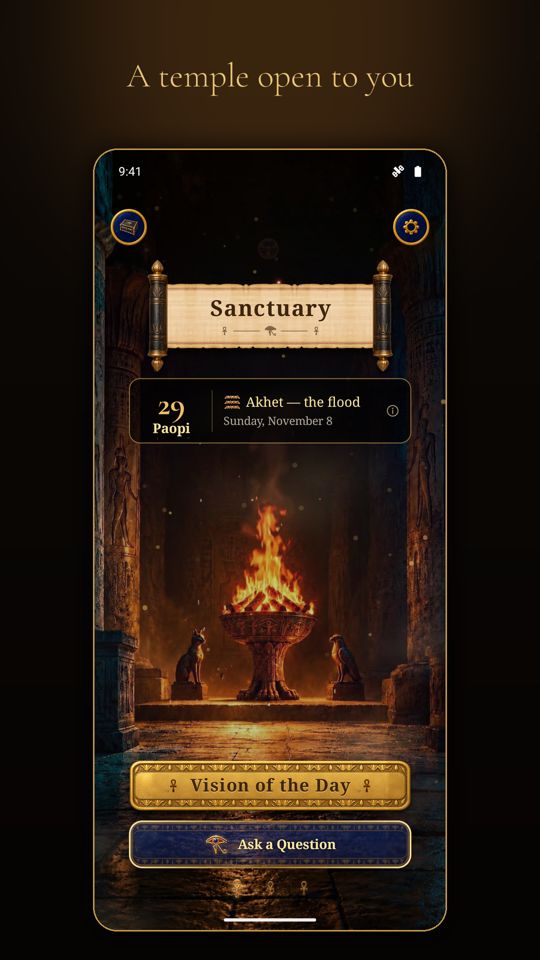 A temple open to you
9:41
Sanctuary
29
Paopi
Akhet — the flood
Sunday, November 8
Vision of the Day
Ask a Question